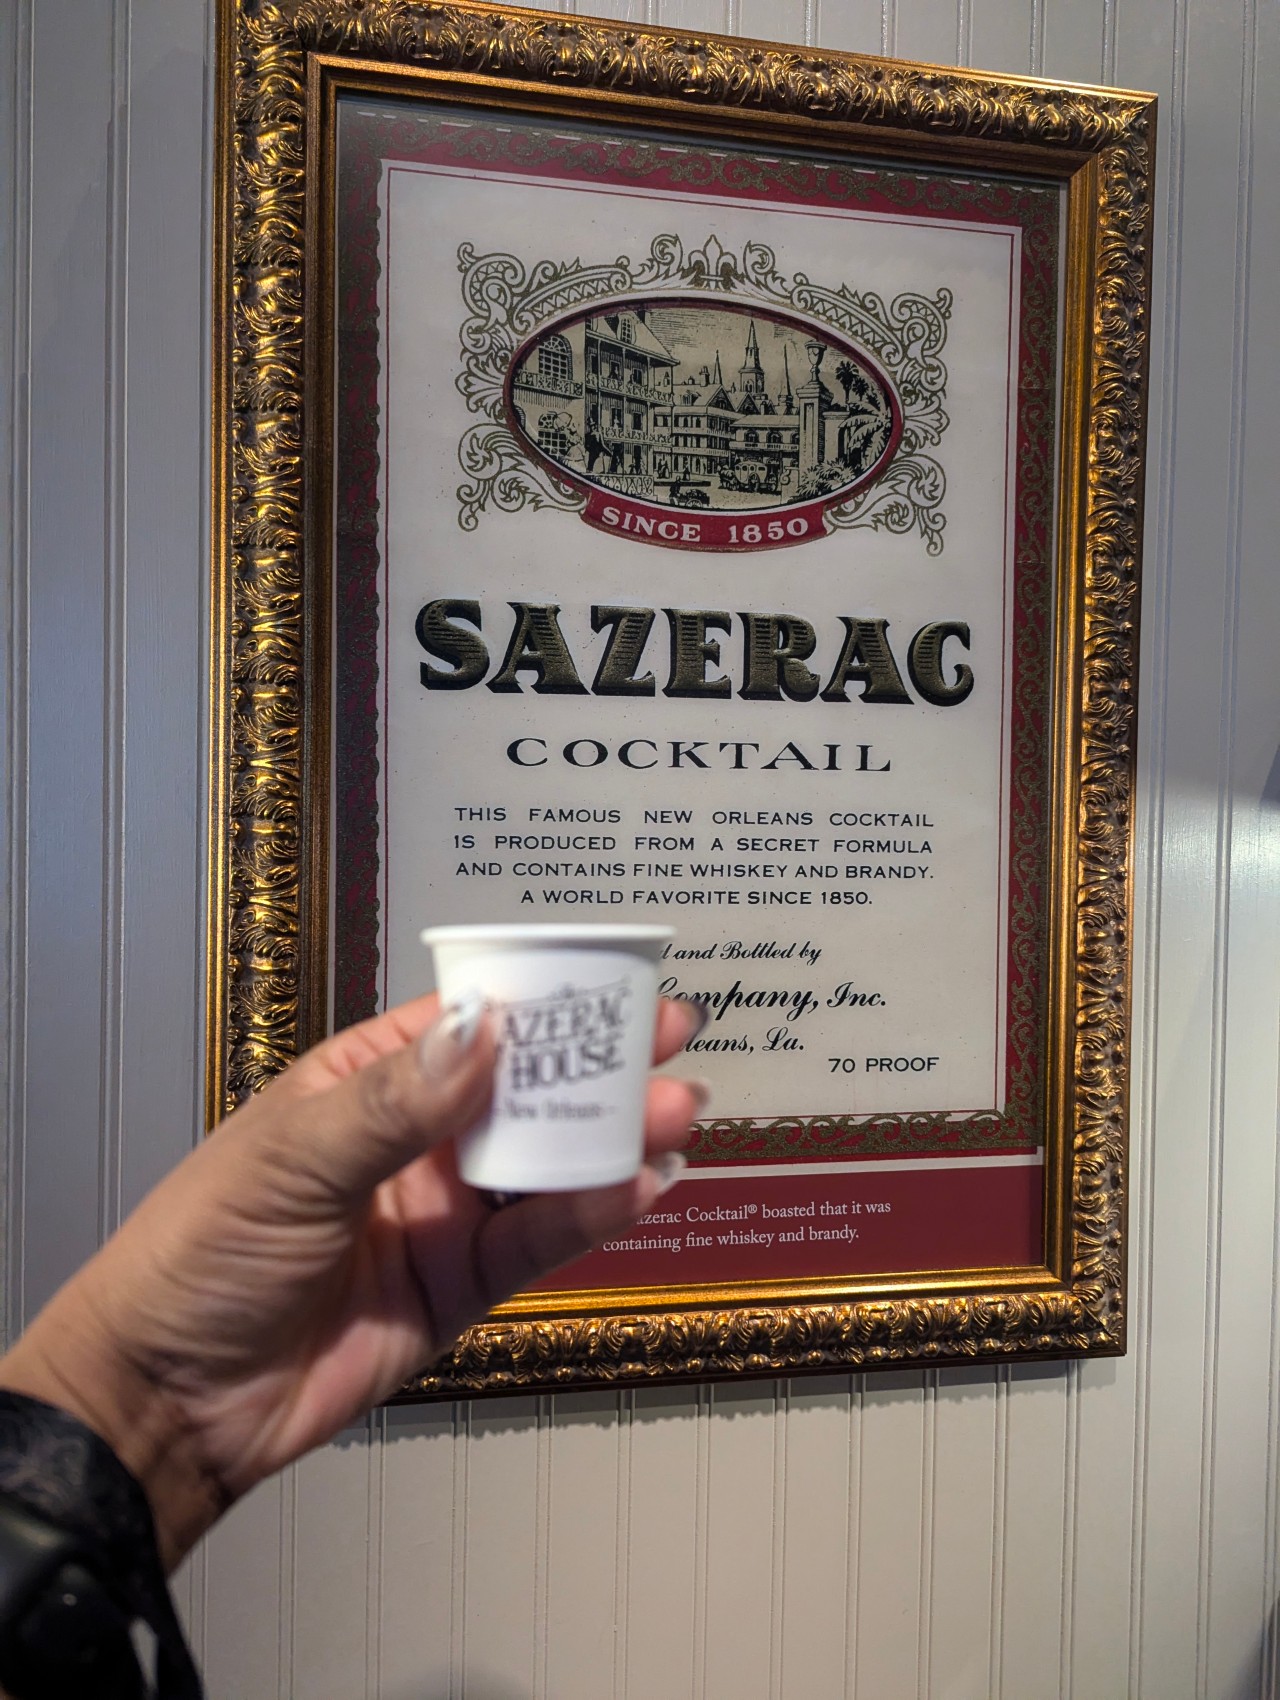 SINCE 1850
SAZERAC
COCKTAIL
THIS FAMOUS NEW ORLEANS COCKTAIL
IS PRODUCED FROM A SECRET FORMULA
AND CONTAINS FINE WHISKEY AND BRANDY.
A WORLD FAVORITE SINCE 1850.
and Bottled by
Company, Inc.
La.
70 PROOF
AZERAC
HOUSE
New Orleans
azerac Cocktail® boasted that it was
containing fine whiskey and brandy.